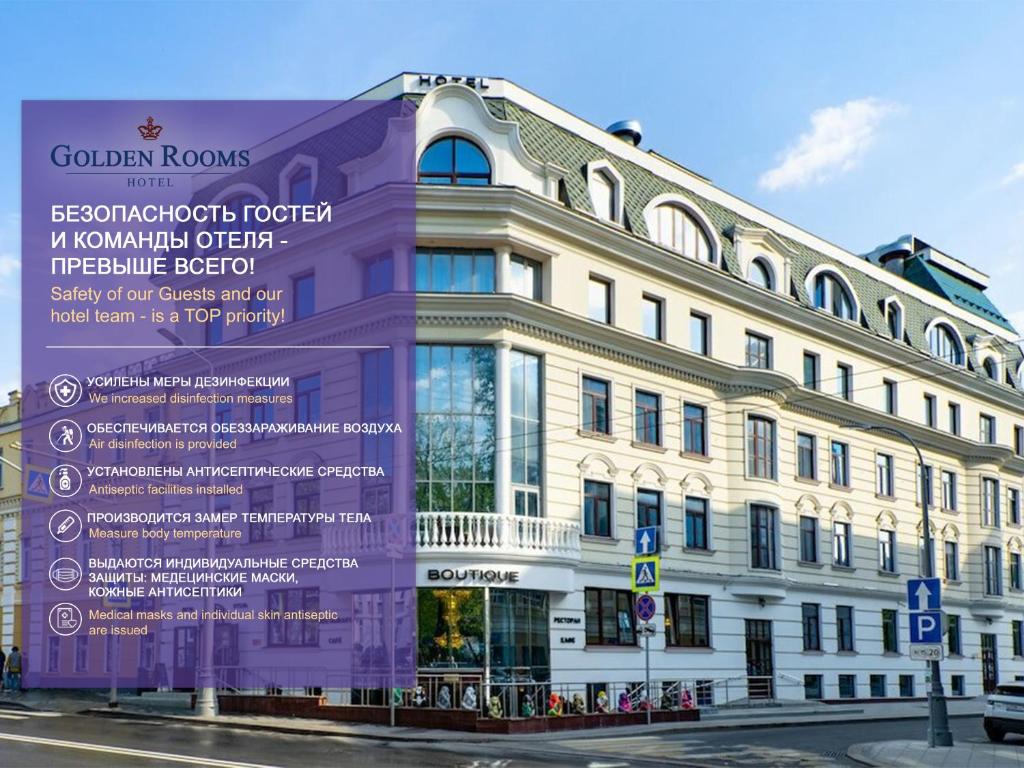 HOTEL
GOLDEN ROOMS
HOTEL
БЕЗОПАСНОСТЬ ГОСТЕЙ
И КОМАНДЫ ОТЕЛЯ -
ПРЕВЫШЕ ВСЕГО!
Safety of our Guests and our
hotel team - is a TOP priority!
УСИЛЕНЫ МЕРЫ ДЕЗИНФЕКЦИИ
We increased disinfection measures
ОБЕСПЕЧИВАЕТСЯ ОБЕЗЗАРАЖИВАНИЕ ВОЗДУХА
Air disinfection is provided
УСТАНОВЛЕНЫ АНТИСЕПТИЧЕСКИЕ СРЕДСТВА
Antiseptic facilities installed
ПРОИЗВОДИТСЯ ЗАМЕР ТЕМПЕРАТУРЫ ТЕЛА
Measure body temperature
ВЫДАЮТСЯ ИНДИВИДУАЛЬНЫЕ СРЕДСТВА
ЗАЩИТЫ: МЕДЕЦИНСКИЕ МАСКИ,
КОЖНЫЕ АНТИСЕПТИКИ
Medical masks and individual skin antiseptic
are issued
BOUTIQUE
РЕСТОРАН
КАФЕ
P